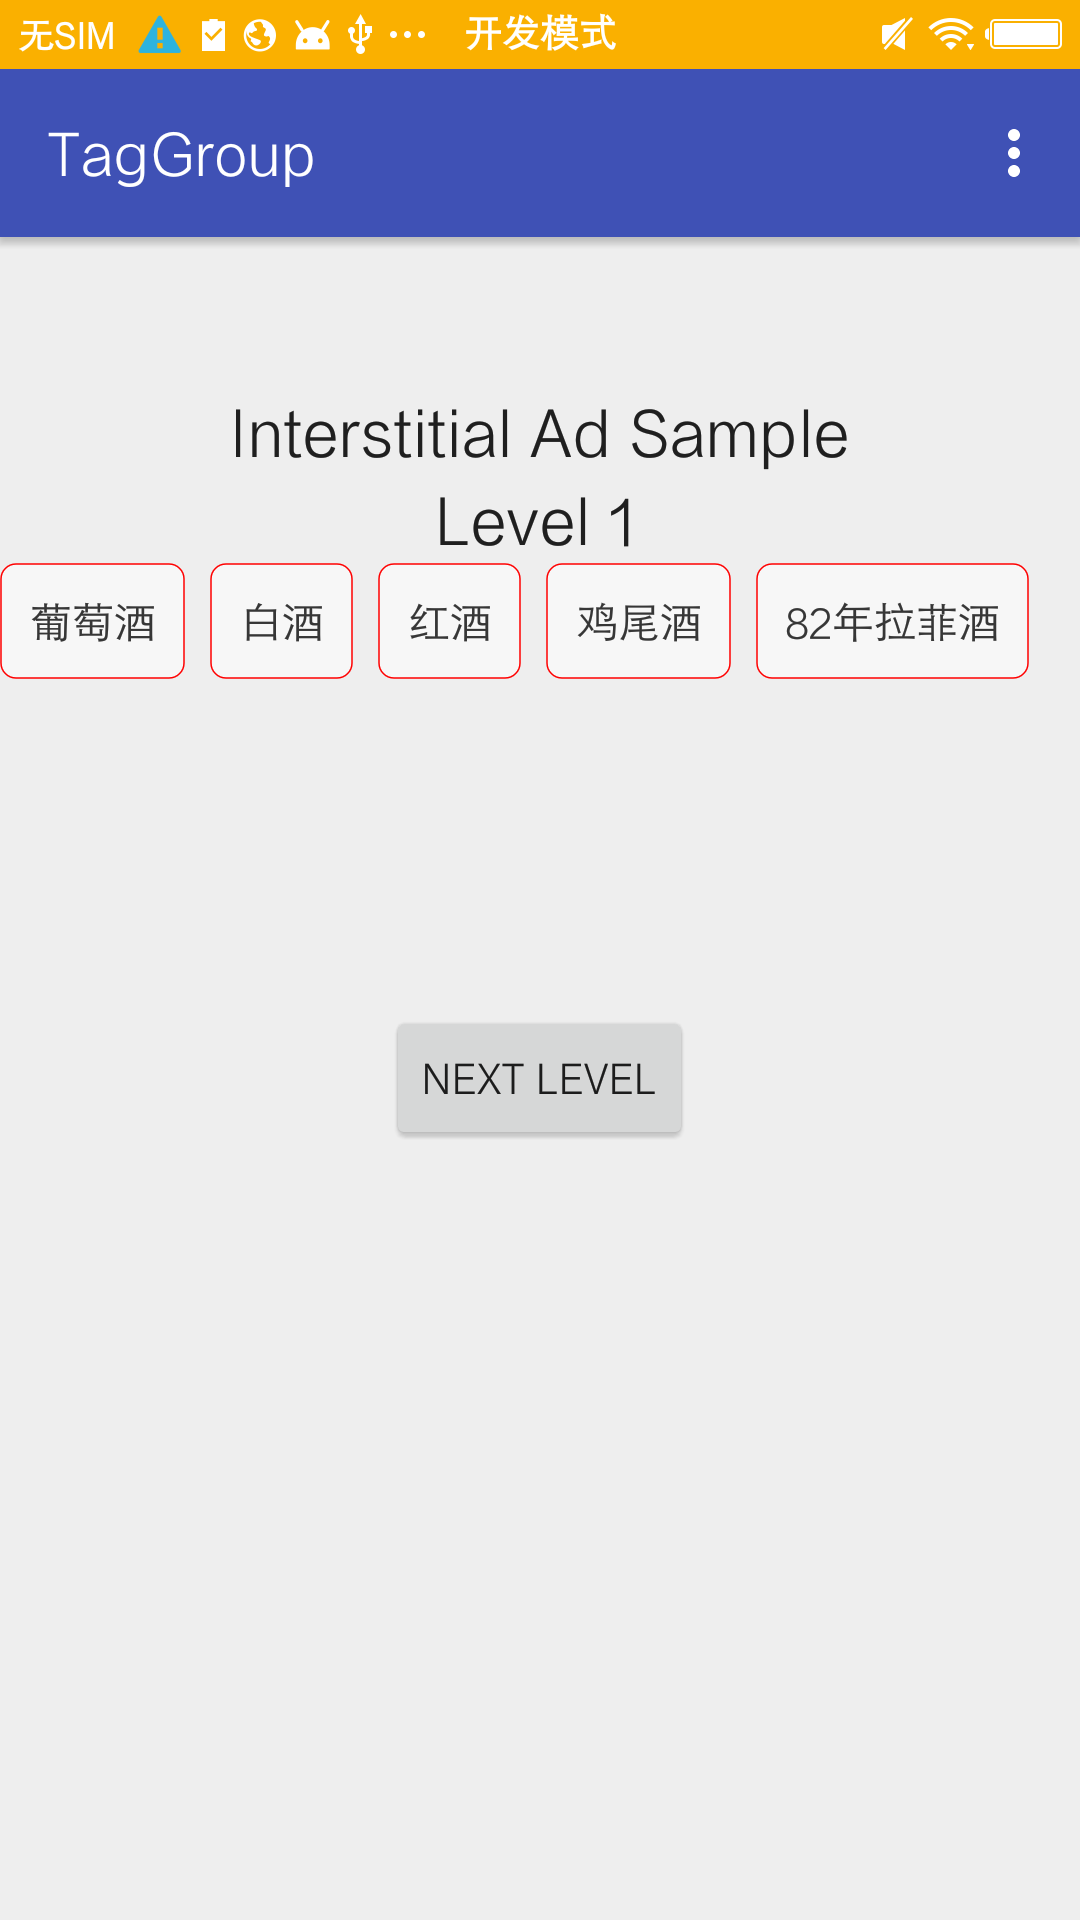 无SIM 开发模式
TagGroup
Interstitial Ad Sample
Level 1
葡萄酒 白酒 红酒 鸡尾酒 82年拉菲酒
NEXT LEVEL